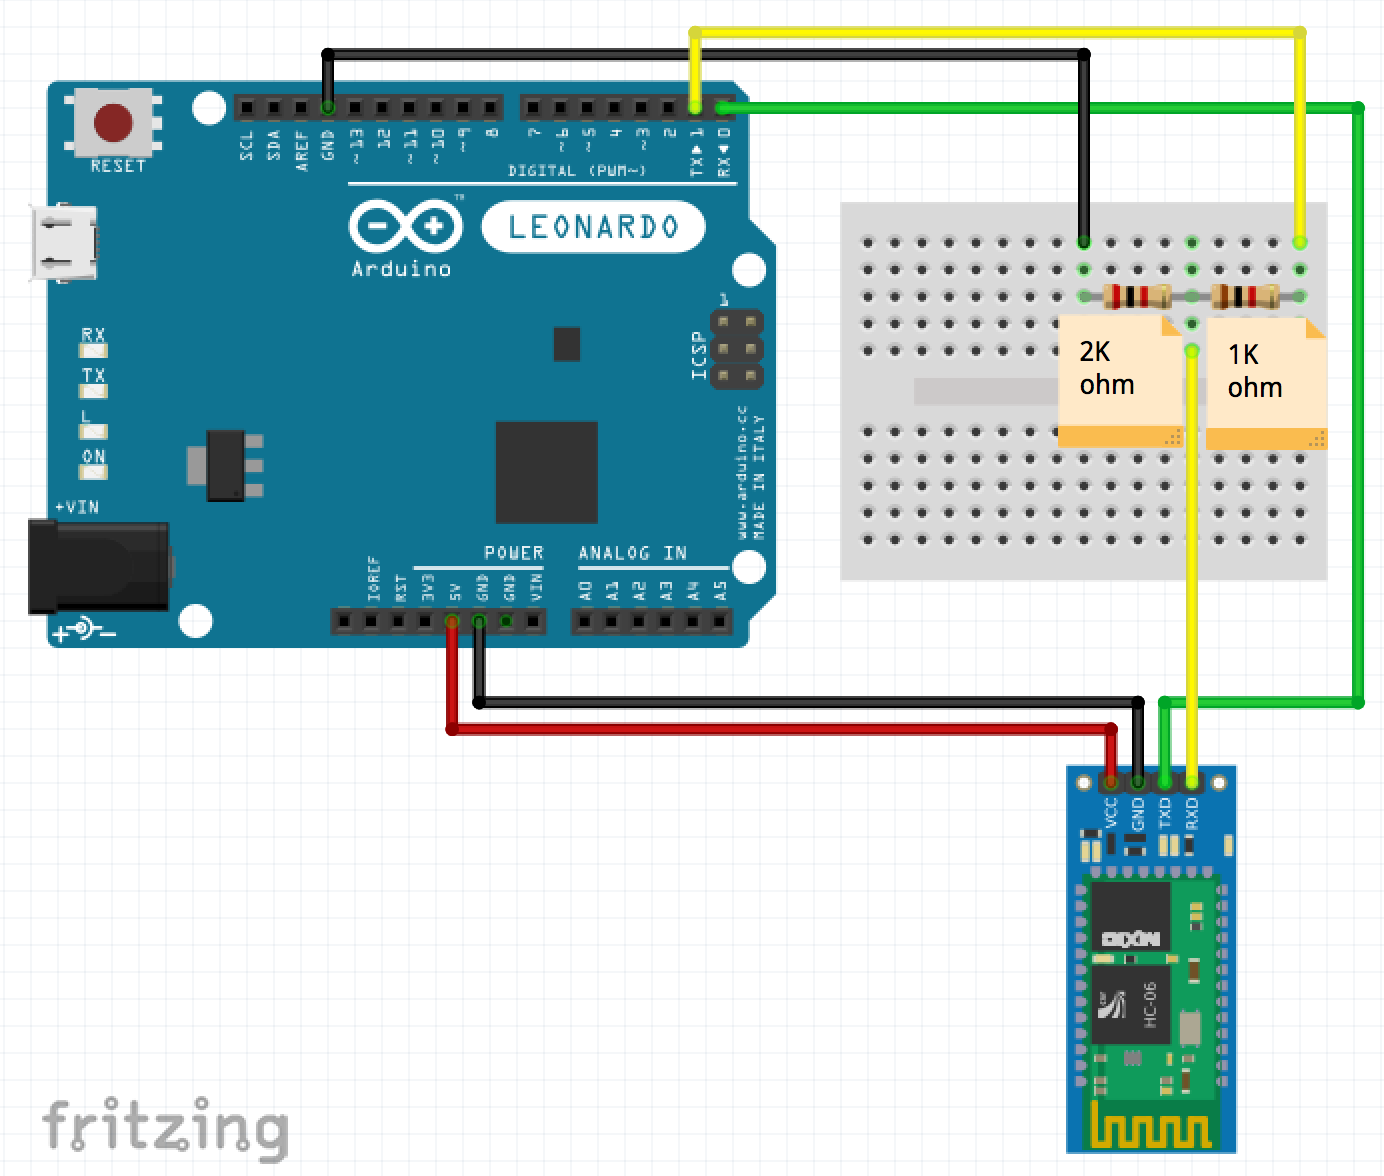 RESET
SCL
SDA
AREF
GND
~13
12
~11
~10
~9
8
7
~6
~5
4
~3
2
TX▶1
RX◀0
DIGITAL (PWM~)
TM
LEONARDO
Arduino
1
ICSP
RX
TX
L
ON
+VIN
2K
ohm
1K
ohm
www.arduino.cc
MADE IN ITALY
POWER
ANALOG IN
IOREF
RST
3V3
5V
GND
GND
VIN
A0
A1
A2
A3
A4
A5
+ -
VCC
GND
TXD
RXD
HC-06
fritzing